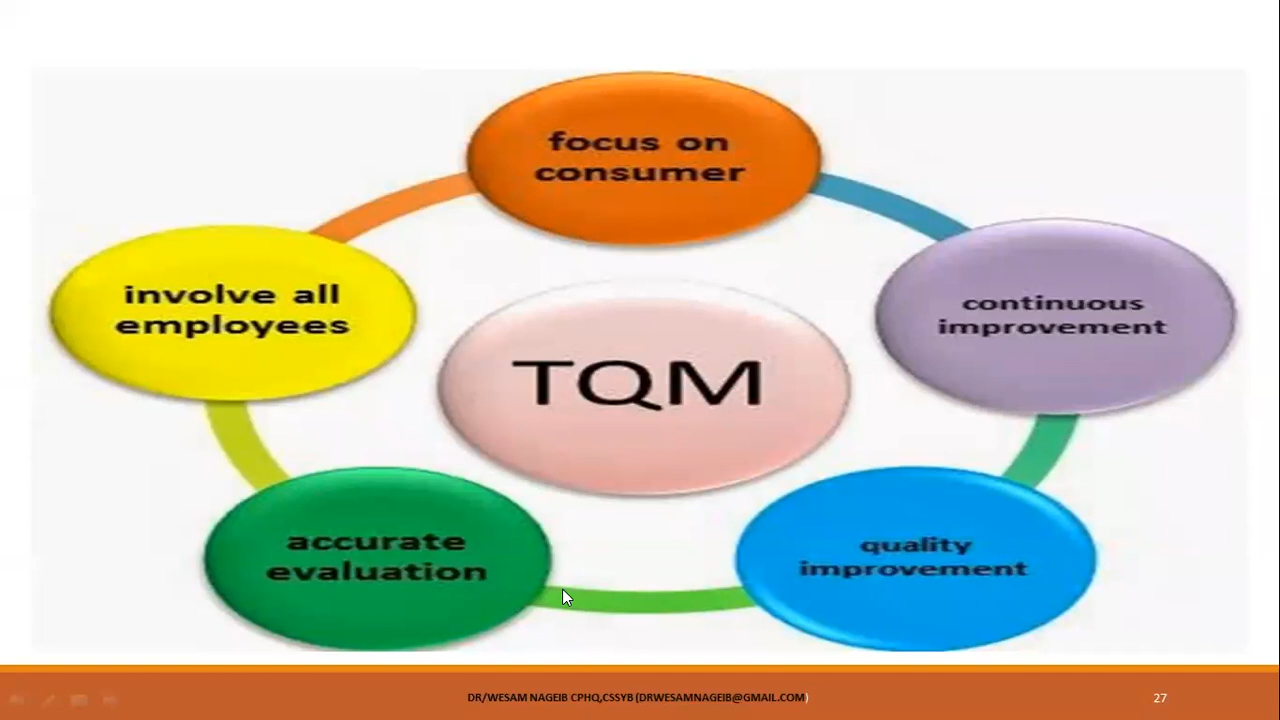 focus on
consumer
involve all
employees
continuous
improvement
TQM
accurate
evaluation
quality
improvement
DR/WESAM NAGEIB CPHQ,CSSYB (DRWESAMNAGEIB@GMAIL.COM)
27